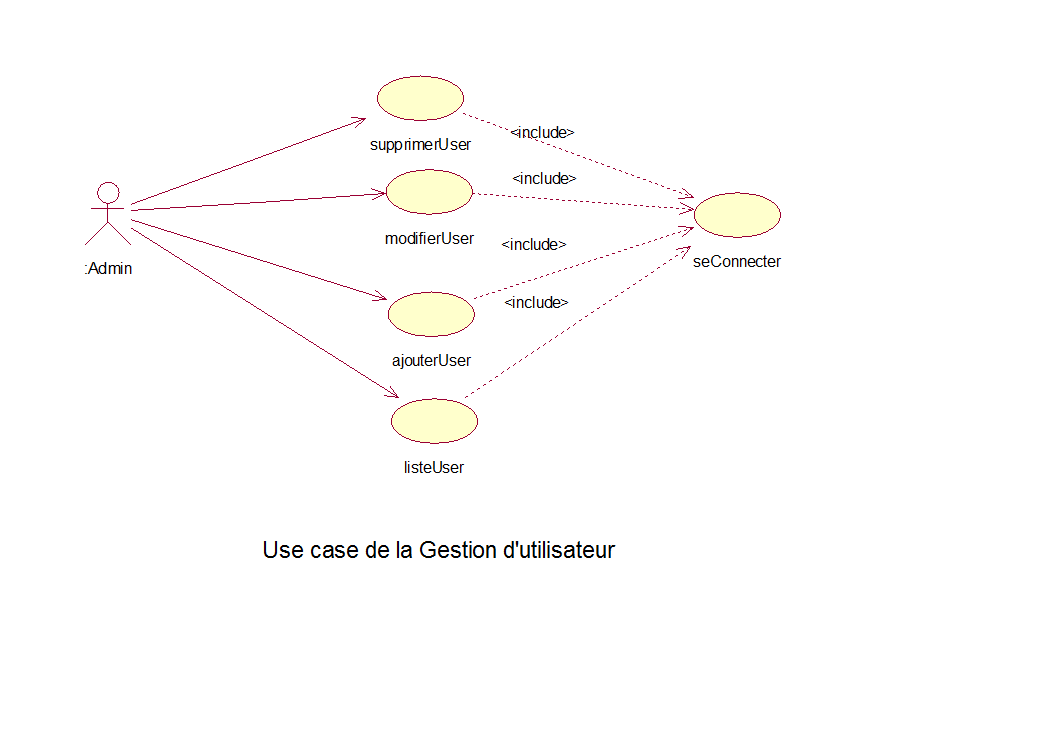 <include>
supprimerUser
<include>
modifierUser
<include>
seConnecter
:Admin
<include>
ajouterUser
listeUser
Use case de la Gestion d'utilisateur